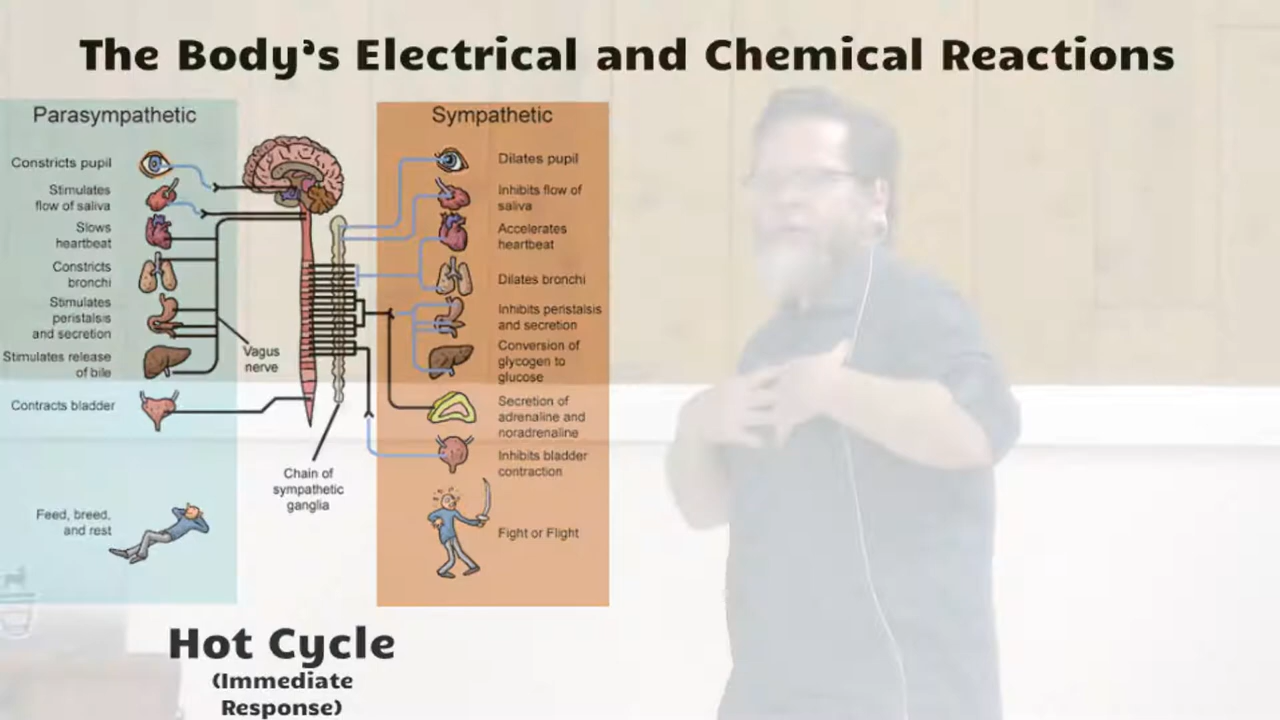 The Body's Electrical and Chemical Reactions
Parasympathetic
Constricts pupil
Stimulates
flow of saliva
Slows
heartbeat
Constricts
bronchi
Stimulates
peristalsis
and secretion
Stimulates release
of bile
Contracts bladder
Feed, breed,
and rest
Vagus
nerve
Chain of
sympathetic
ganglia
Sympathetic
Dilates pupil
Inhibits flow of
saliva
Accelerates
heartbeat
Dilates bronchi
Inhibits peristalsis
and secretion
Conversion of
glycogen to
glucose
Secretion of
adrenaline and
noradrenaline
Inhibits bladder
contraction
Fight or Flight
Hot Cycle
(Immediate
Response)